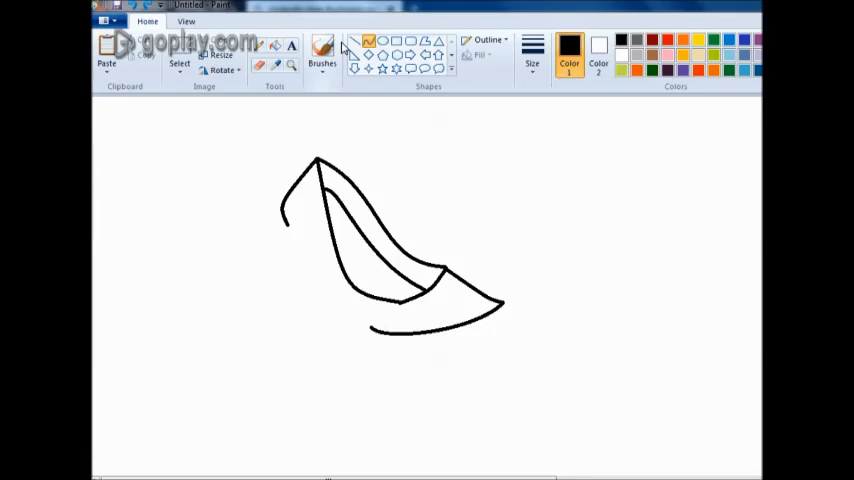 Untitled - Paint
Home View
goplay.com
Paste
Copy
Select
Resize
Rotate
A
Brushes
Outline
Fill
Size
Color 1
Color 2
Clipboard Image Tools Shapes Colors